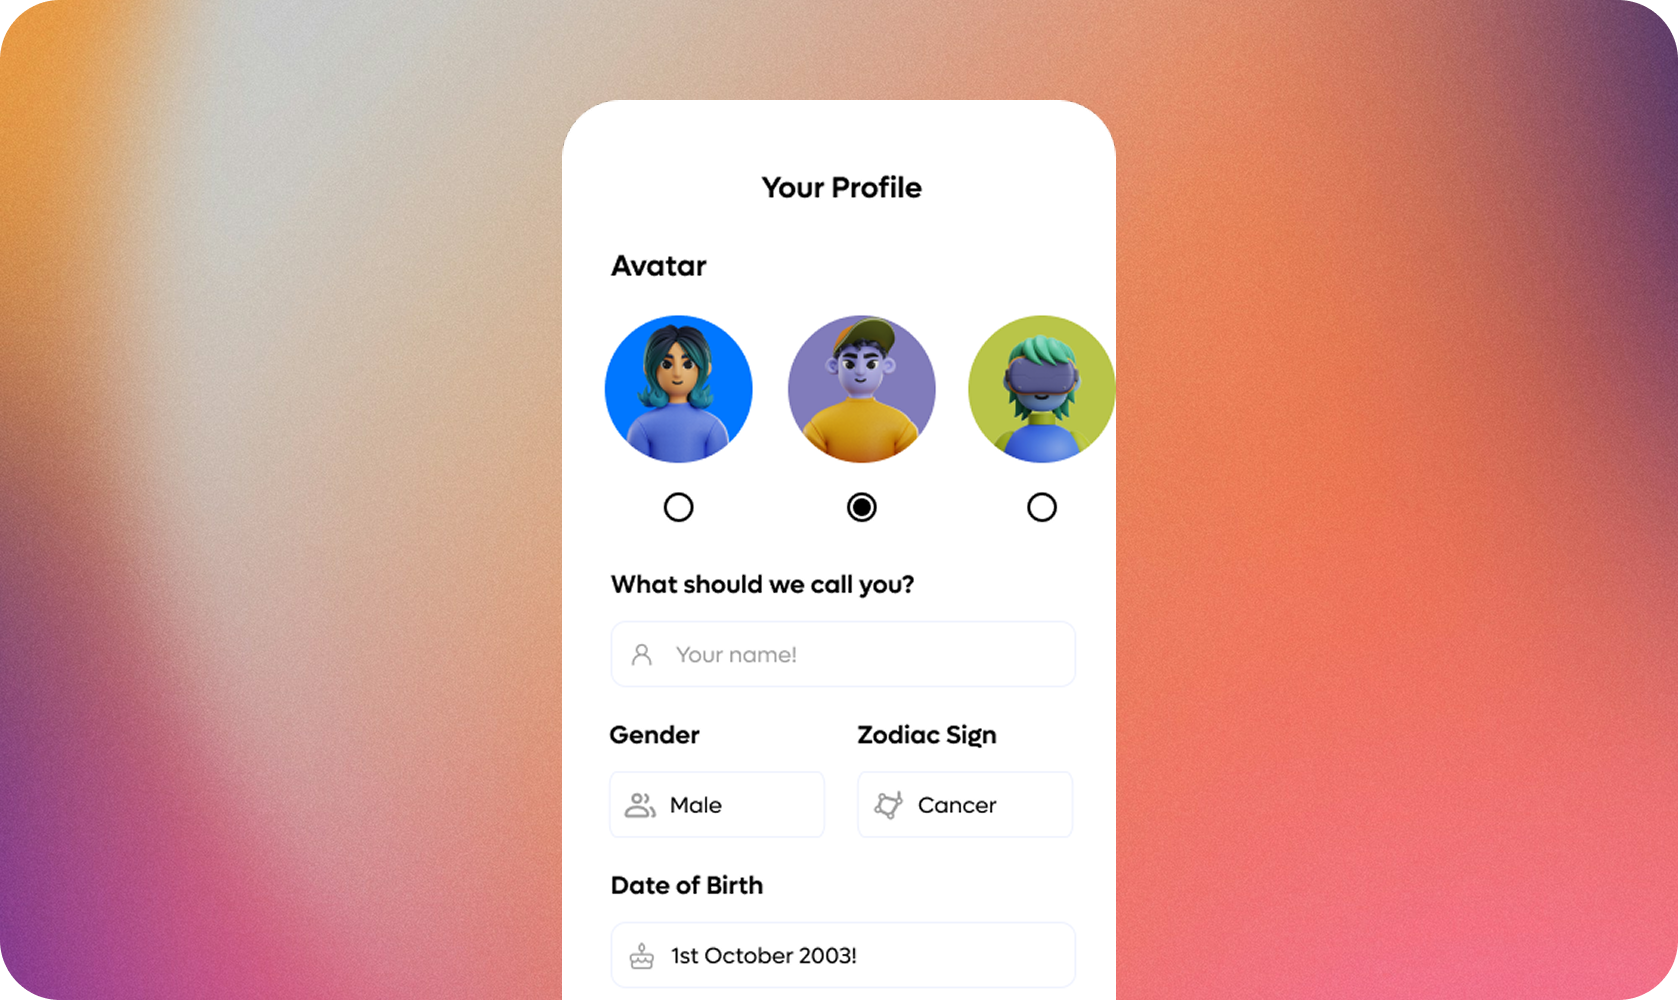 Your Profile
Avatar
What should we call you?
Your name!
Gender
Zodiac Sign
Male
Cancer
Date of Birth
1st October 2003!